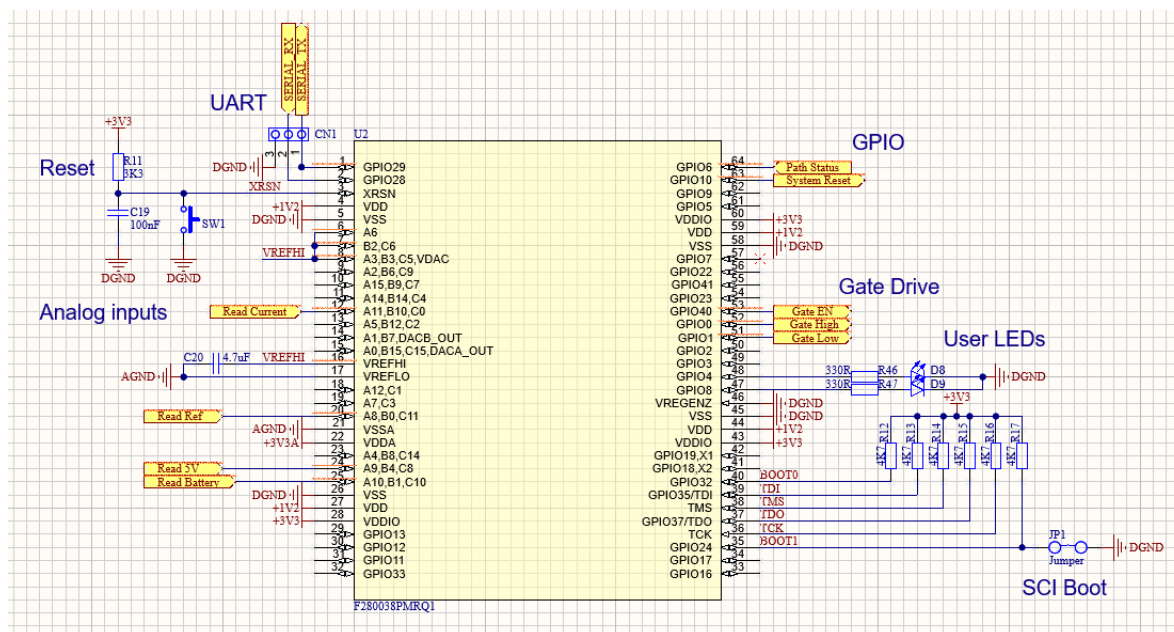 SERIAL_RX
SERIAL_TX
UART
CN1
3
2
1
DGND
+3V3
Reset
R11
3K3
XRSN
C19
100nF
SW1
DGND
DGND
+1V2
DGND
VREFHI
Analog inputs
Read Current
C20
4.7uF
VREFHI
AGND
Read Ref
AGND
+3V3A
Read 5V
Read Battery
DGND
+1V2
+3V3
U2
1 GPIO29
2 GPIO28
3 XRSN
4 VDD
5 VSS
6 A6
7 B2,C6
8 A3,B3,C5,VDAC
9 A2,B6,C9
10 A15,B9,C7
11 A14,B14,C4
12 A11,B10,C0
13 A5,B12,C2
14 A1,B7,DACB_OUT
15 A0,B15,C15,DACA_OUT
16 VREFHI
17 VREFLO
18 A12,C1
19 A7,C3
20 A8,B0,C11
21 VSSA
22 VDDA
23 A4,B8,C14
24 A9,B4,C8
25 A10,B1,C10
26 VSS
27 VDD
28 VDDIO
29 GPIO13
30 GPIO12
31 GPIO11
32 GPIO33
F280038PMRQ1
GPIO6 64
GPIO10 63
GPIO9 62
GPIO5 61
VDDIO 60
VDD 59
VSS 58
GPIO7 57
GPIO22 56
GPIO41 55
GPIO23 54
GPIO40 53
GPIO0 52
GPIO1 51
GPIO2 50
GPIO3 49
GPIO4 48
GPIO8 47
VREGENZ 46
VSS 45
VDD 44
VDDIO 43
GPIO19,X1 42
GPIO18,X2 41
GPIO32 40
GPIO35/TDI 39
TMS 38
GPIO37/TDO 37
TCK 36
GPIO24 35
GPIO17 34
GPIO16 33
GPIO
Path Status
System Reset
+3V3
+1V2
DGND
Gate Drive
Gate EN
Gate High
Gate Low
User LEDs
330R
R46
D8
330R
R47
D9
DGND
DGND
DGND
+1V2
+3V3
+3V3
4K7 R12
4K7 R13
4K7 R14
4K7 R15
4K7 R16
4K7 R17
BOOT0
TDI
TMS
TDO
TCK
BOOT1
JP1
Jumper
DGND
SCI Boot